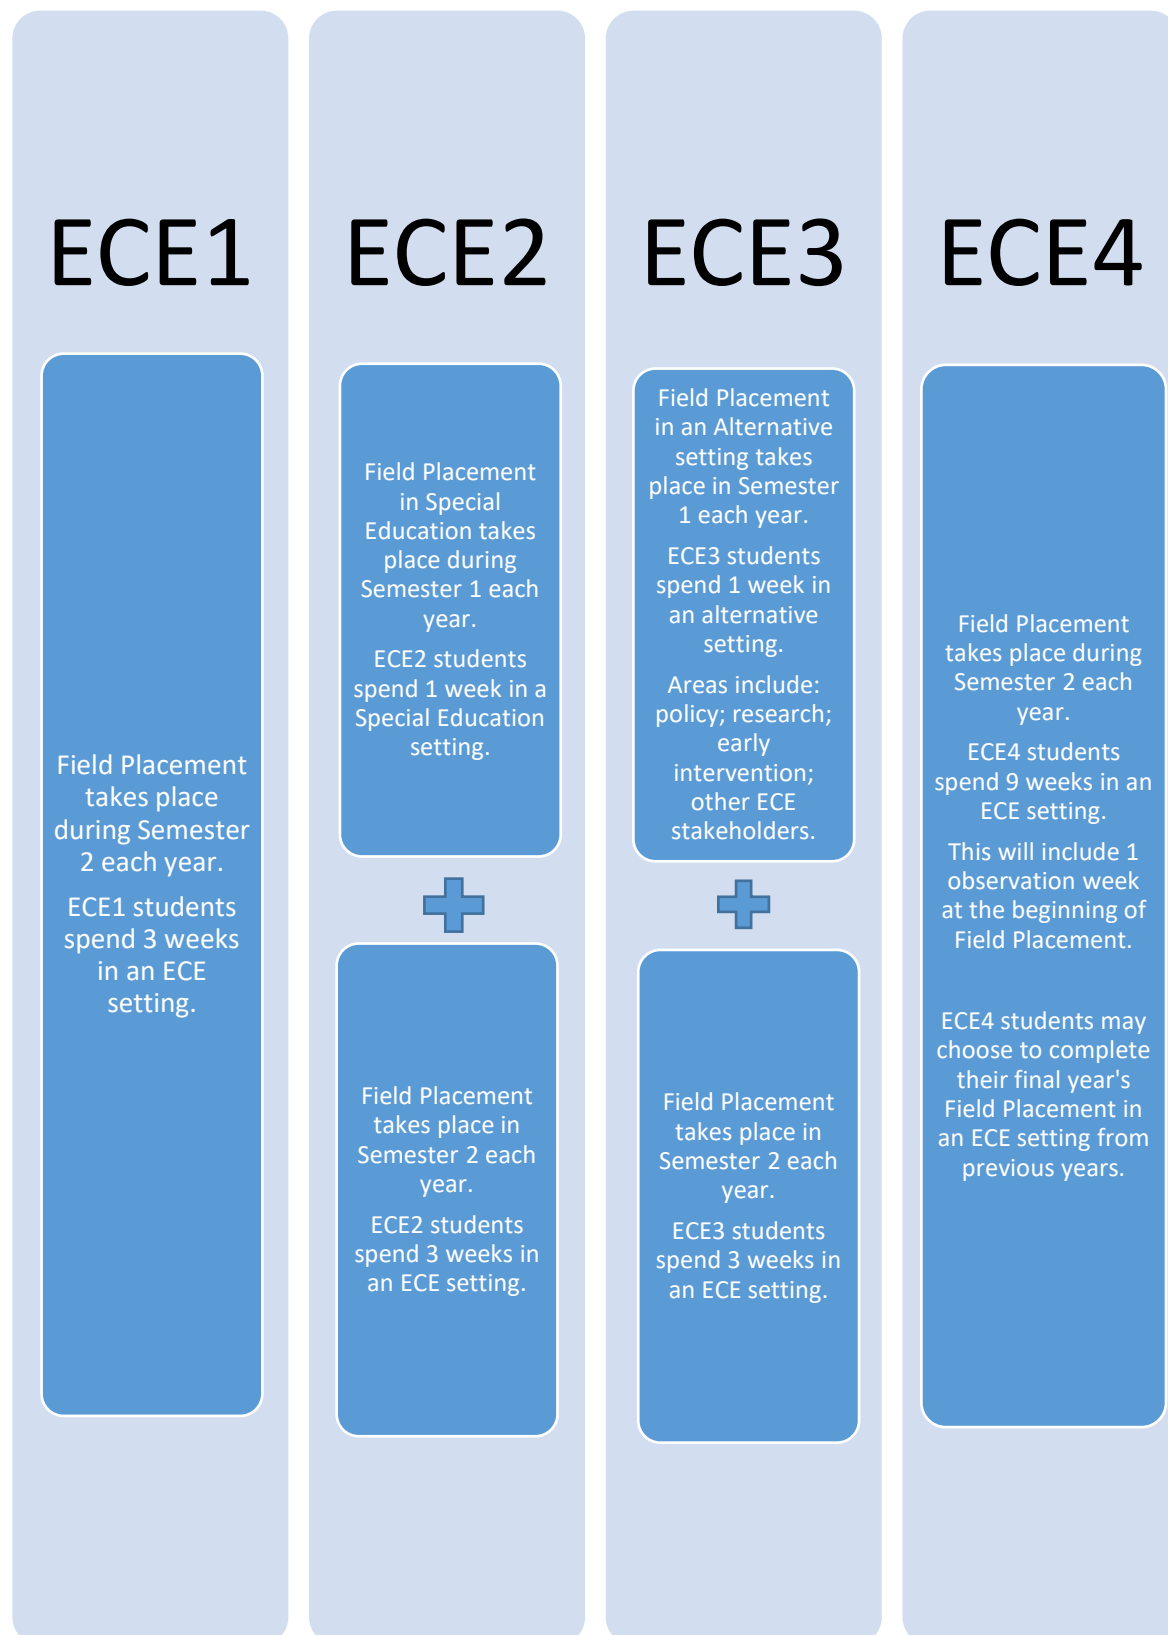 ECE1
Field Placement
takes place
during Semester
2 each year.
ECE1 students
spend 3 weeks
in an ECE
setting.
ECE2
Field Placement
in Special
Education takes
place during
Semester 1 each
year.
ECE2 students
spend 1 week in a
Special Education
setting.
Field Placement
takes place in
Semester 2 each
year.
ECE2 students
spend 3 weeks in
an ECE setting.
ECE3
Field Placement
in an Alternative
setting takes
place in Semester
1 each year.
ECE3 students
spend 1 week in
an alternative
setting.
Areas include:
policy; research;
early
intervention;
other ECE
stakeholders.
Field Placement
takes place in
Semester 2 each
year.
ECE3 students
spend 3 weeks in
an ECE setting.
ECE4
Field Placement
takes place during
Semester 2 each
year.
ECE4 students
spend 9 weeks in an
ECE setting.
This will include 1
observation week
at the beginning of
Field Placement.
ECE4 students may
choose to complete
their final year's
Field Placement in
an ECE setting from
previous years.